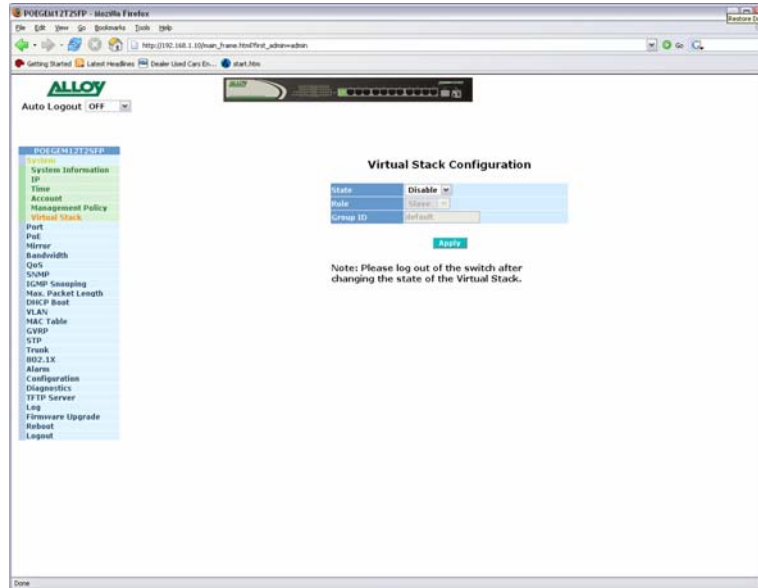 POEGEM12T2SFP - Mozilla Firefox
Restore D
File Edit View Go Bookmarks Tools Help
http://192.168.1.10/main_frame.html?first_admin=admin
Go
Getting Started Latest Headlines Dealer Used Cars En... start.htm
ALLOY
ALLOY
Auto Logout OFF
POEGEM12T2SFP
System
System Information
IP
Time
Account
Management Policy
Virtual Stack
Port
PoE
Mirror
Bandwidth
QoS
SNMP
IGMP Snooping
Max. Packet Length
DHCP Boot
VLAN
MAC Table
GVRP
STP
Trunk
802.1X
Alarm
Configuration
Diagnostics
TFTP Server
Log
Firmware Upgrade
Reboot
Logout
Virtual Stack Configuration
State Disable
Role Slave
Group ID default
Apply
Note: Please log out of the switch after
changing the state of the Virtual Stack.
Done